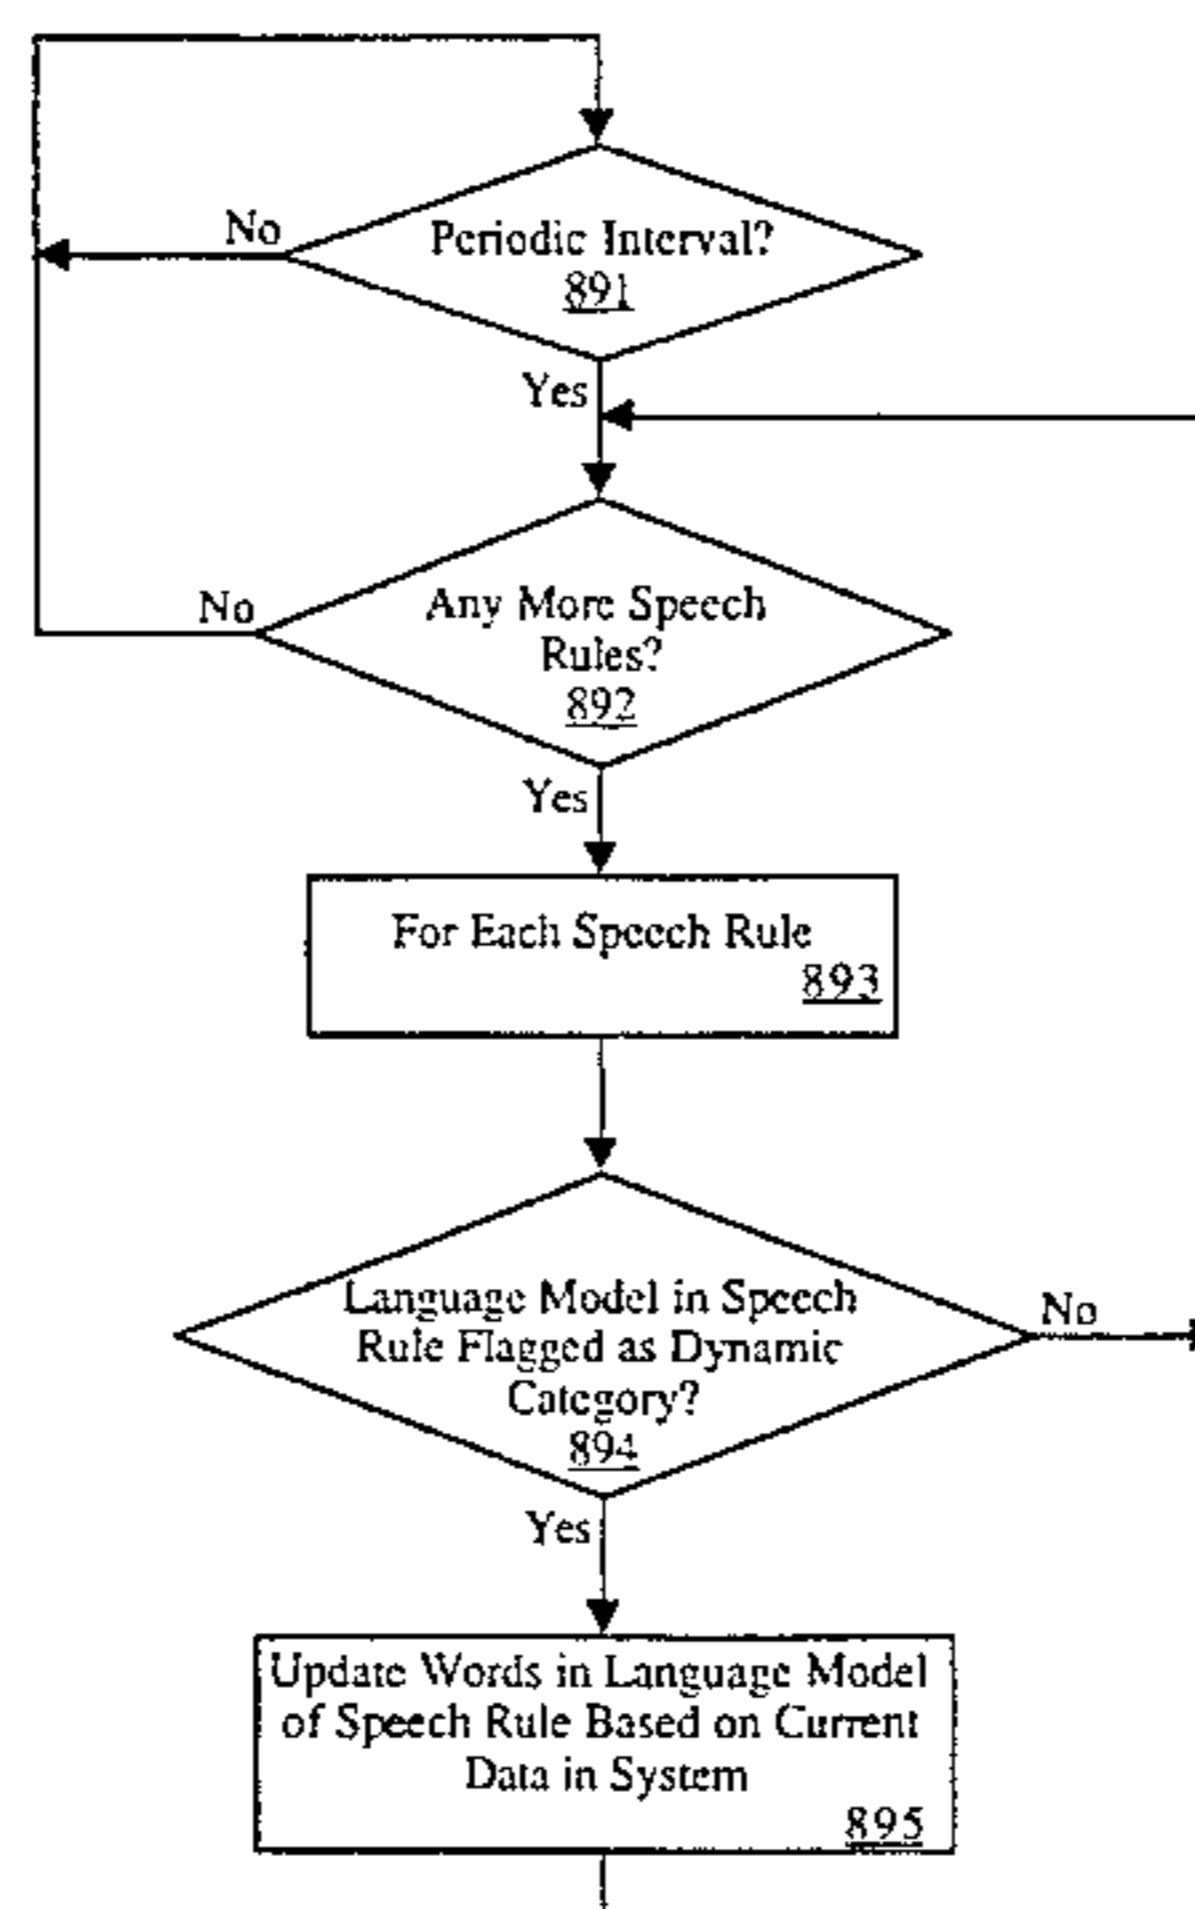 No
Periodic Interval?
891
Yes
No
Any More Speech
Rules?
892
Yes
For Each Speech Rule
893
Language Model in Speech
Rule Flagged as Dynamic
Category?
894
No
Yes
Update Words in Language Model
of Speech Rule Based on Current
Data in System
895